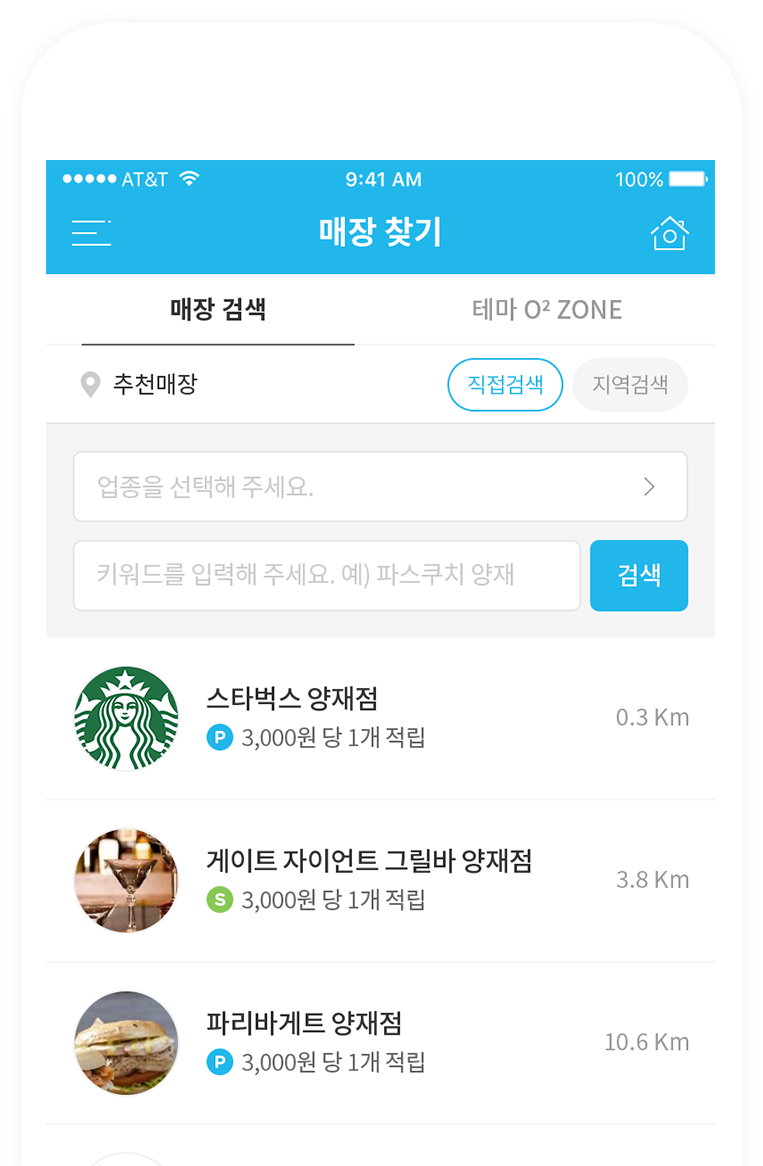 AT&T 9:41 AM 100%
매장 찾기
매장 검색 테마 O² ZONE
추천매장 직접검색 지역검색
업종을 선택해 주세요.
키워드를 입력해 주세요. 예) 파스쿠치 양재 검색
스타벅스 양재점
P 3,000원 당 1개 적립 0.3 Km
게이트 자이언트 그릴바 양재점
S 3,000원 당 1개 적립 3.8 Km
파리바게트 양재점
P 3,000원 당 1개 적립 10.6 Km